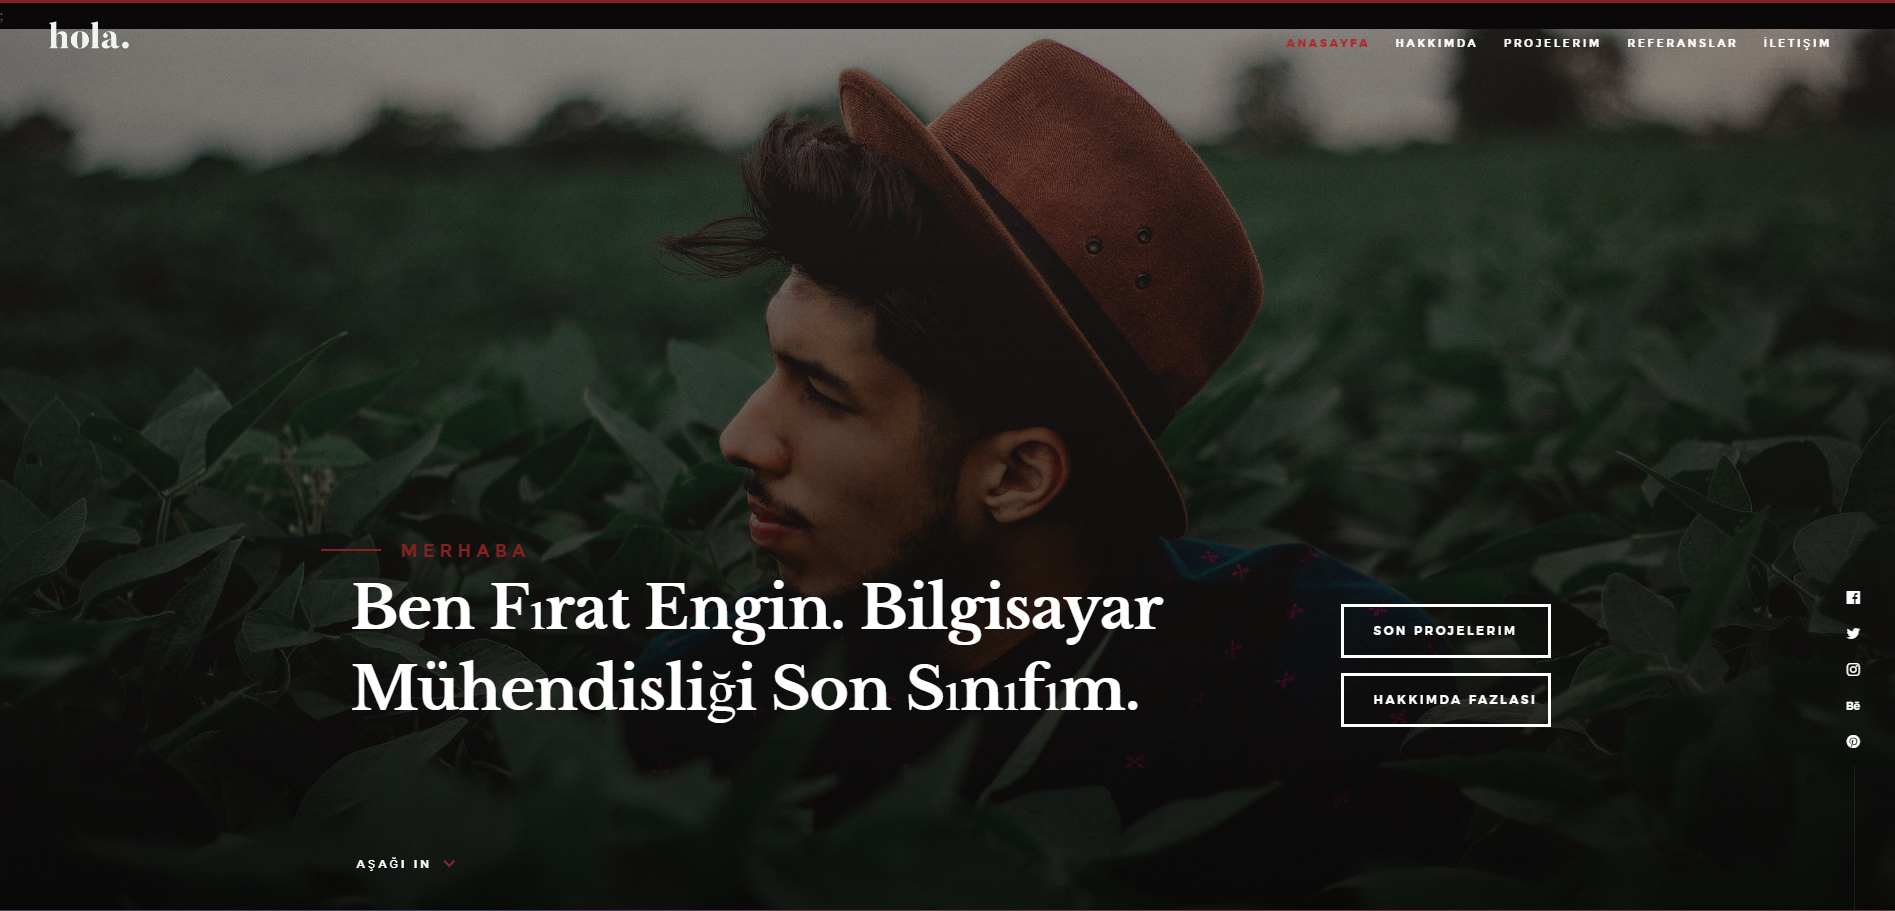 ;
hola.
ANASAYFA HAKKIMDA PROJELERIM REFERANSLAR İLETIŞIM
MERHABA
Ben Fırat Engin. Bilgisayar
Mühendisliği Son Sınıfım.
SON PROJELERIM
HAKKIMDA FAZLASI
Bē
AŞAĞI IN